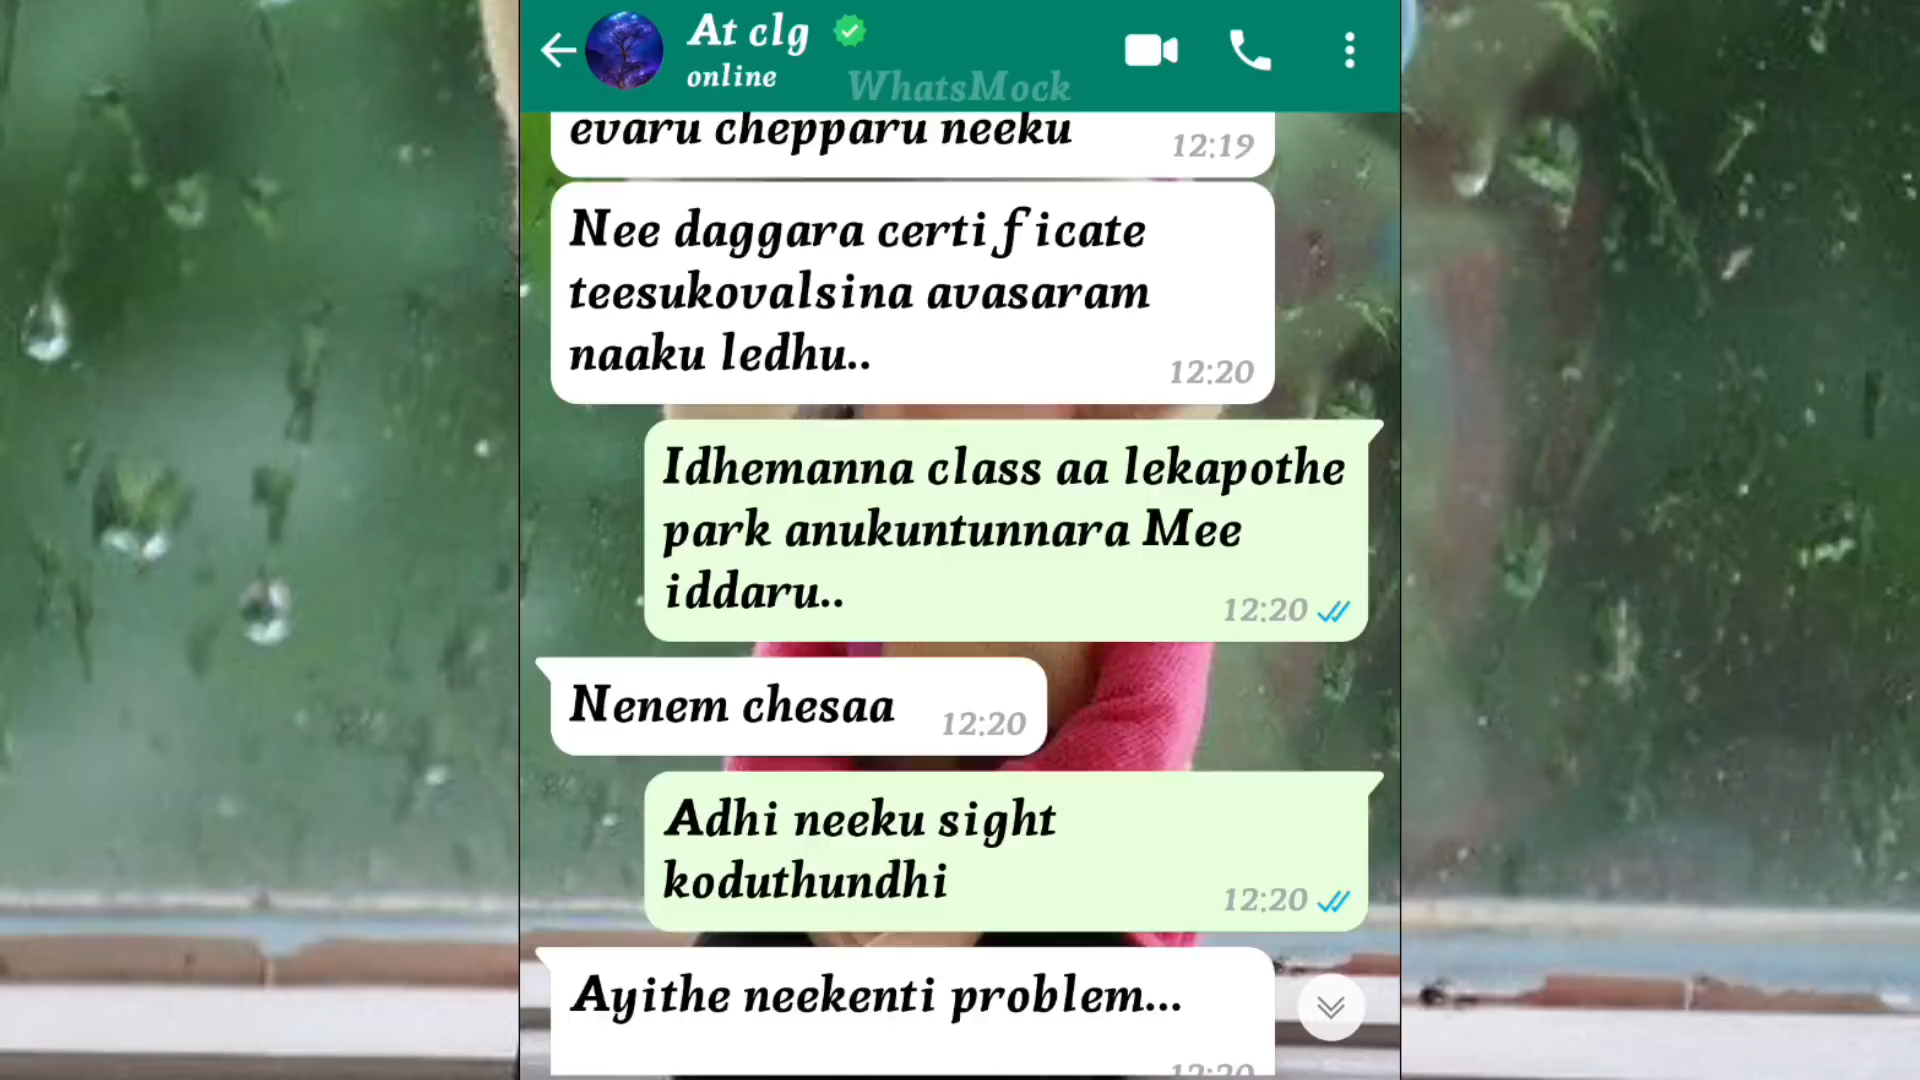 At clg
online
WhatsMock
evaru chepparu neeku
12:19
Nee daggara certificate
teesukovalsina avasaram
naaku ledhu..
12:20
Idhemanna class aa lekapothe
park anukuntunnara Mee
iddaru..
12:20
Nenem chesaa
12:20
Adhi neeku sight
koduthundhi
12:20
Ayithe neekenti problem...
12:20